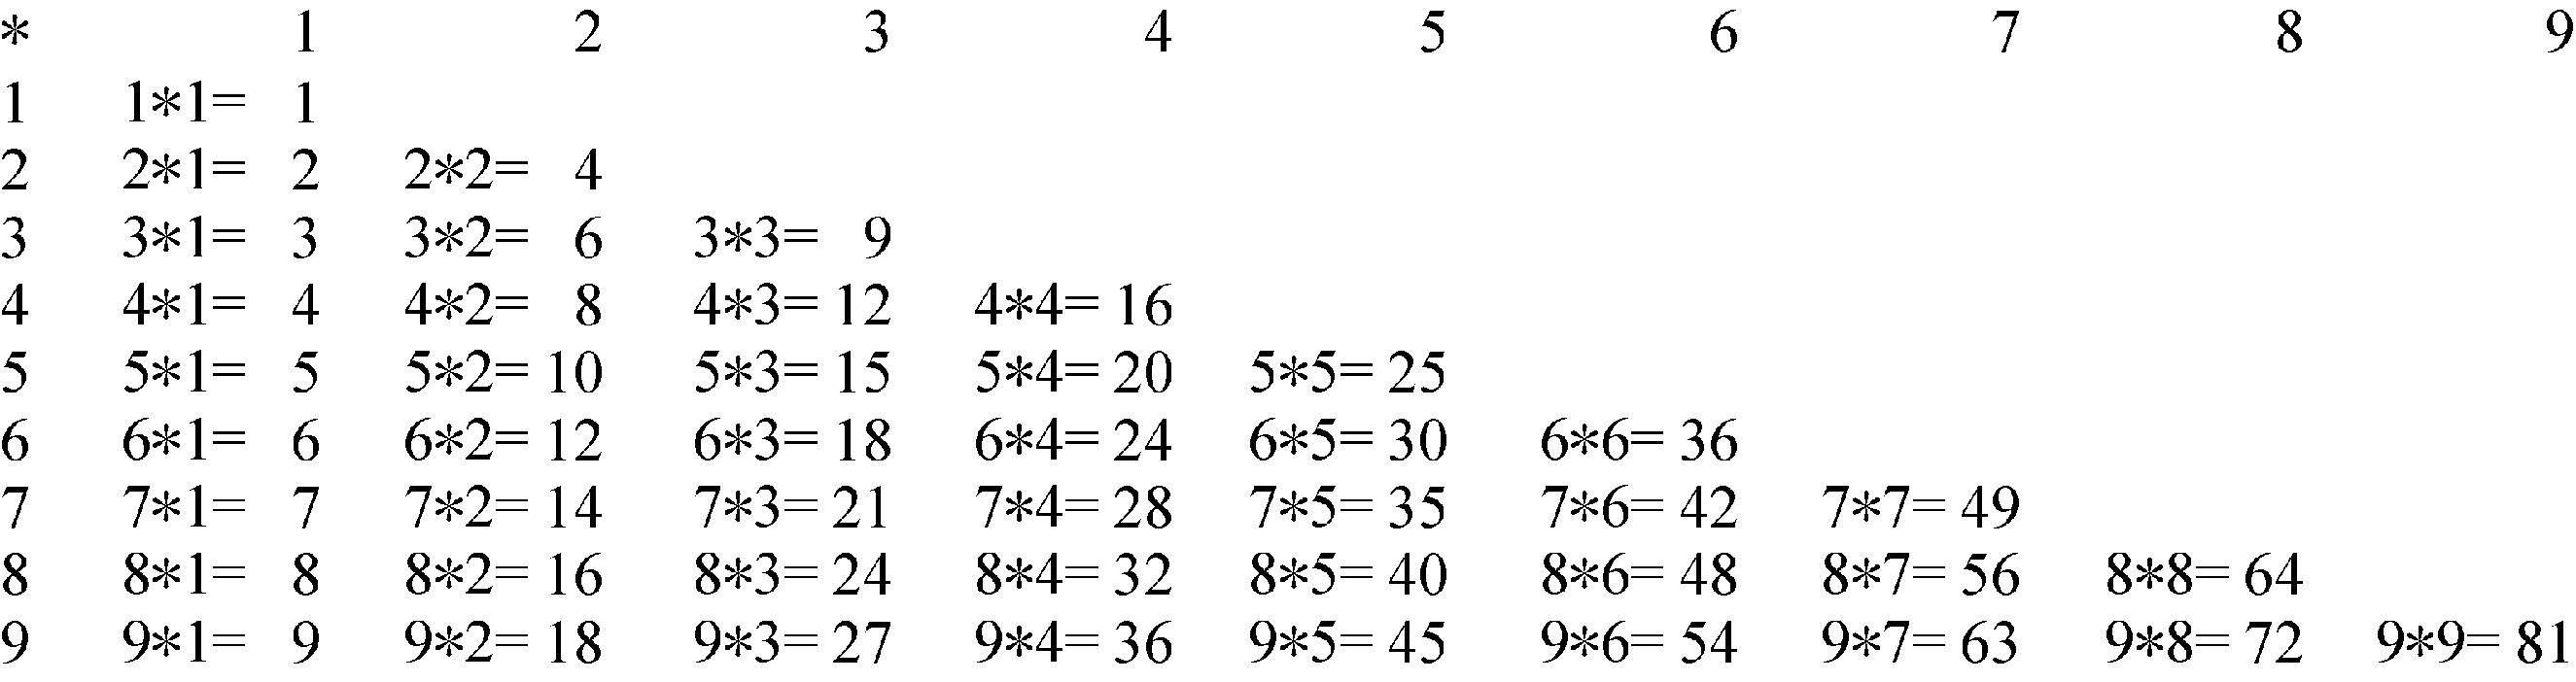 * 1 2 3 4 5 6 7 8 9
1 1*1= 1
2 2*1= 2 2*2= 4
3 3*1= 3 3*2= 6 3*3= 9
4 4*1= 4 4*2= 8 4*3= 12 4*4= 16
5 5*1= 5 5*2= 10 5*3= 15 5*4= 20 5*5= 25
6 6*1= 6 6*2= 12 6*3= 18 6*4= 24 6*5= 30 6*6= 36
7 7*1= 7 7*2= 14 7*3= 21 7*4= 28 7*5= 35 7*6= 42 7*7= 49
8 8*1= 8 8*2= 16 8*3= 24 8*4= 32 8*5= 40 8*6= 48 8*7= 56 8*8= 64
9 9*1= 9 9*2= 18 9*3= 27 9*4= 36 9*5= 45 9*6= 54 9*7= 63 9*8= 72 9*9= 81